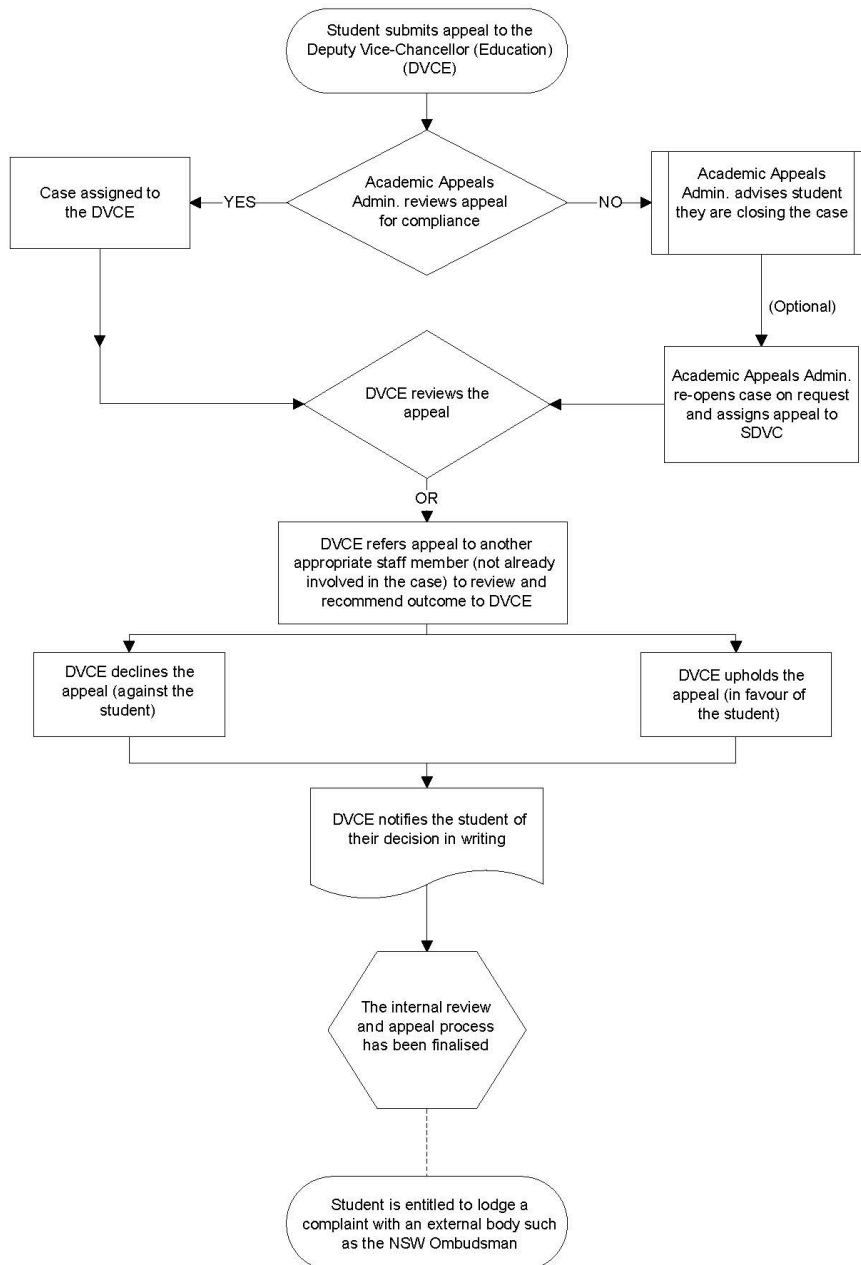 Student submits appeal to the
Deputy Vice-Chancellor (Education)
(DVCE)
Case assigned to
the DVCE
YES
Academic Appeals
Admin. reviews appeal
for compliance
NO
Academic Appeals
Admin. advises student
they are closing the case
(Optional)
DVCE reviews the
appeal
Academic Appeals Admin.
re-opens case on request
and assigns appeal to
SDVC
OR
DVCE refers appeal to another
appropriate staff member (not already
involved in the case) to review and
recommend outcome to DVCE
DVCE declines the
appeal (against the
student)
DVCE upholds the
appeal (in favour of
the student)
DVCE notifies the student of
their decision in writing
The internal review
and appeal process
has been finalised
Student is entitled to lodge a
complaint with an external body such
as the NSW Ombudsman